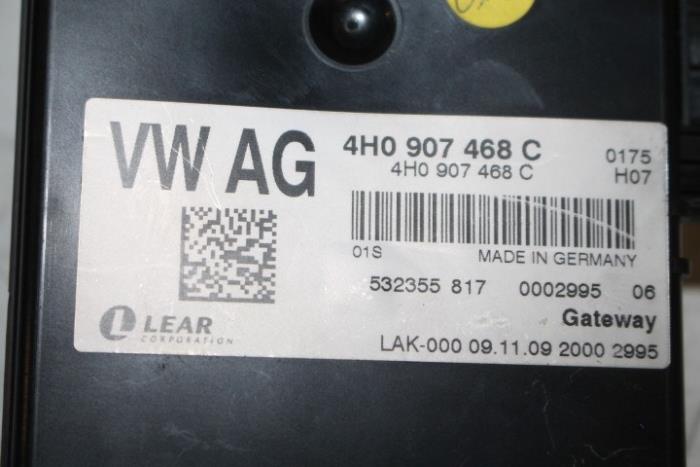 VW AG
4H0 907 468 C
4H0 907 468 C
0175
H07
01S MADE IN GERMANY
532355 817 0002995 06
Gateway
LEAR
CORPORATION
LAK-000 09.11.09 2000 2995